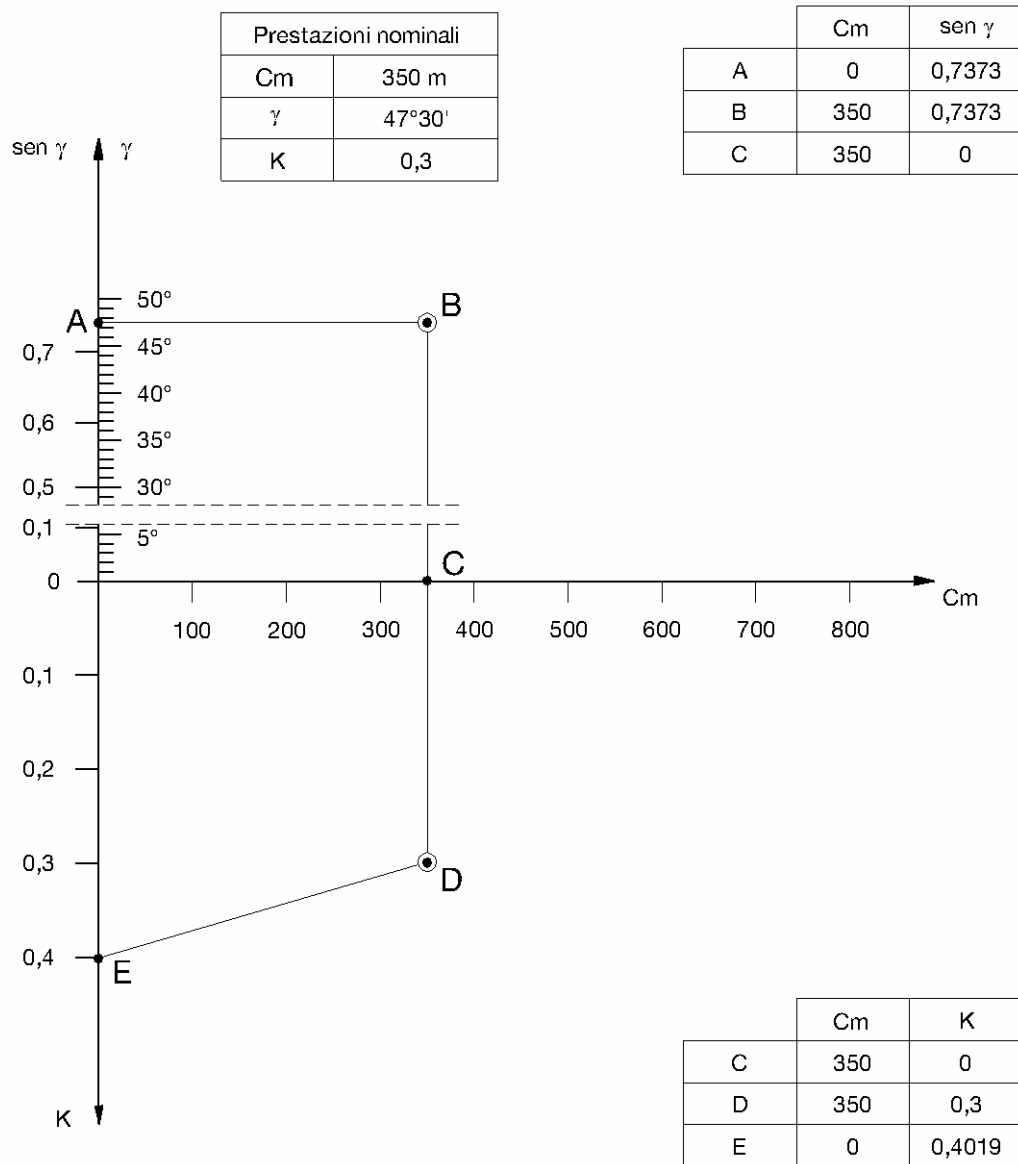 Prestazioni nominali
Cm 350 m
γ 47°30'
K 0,3
Cm sen γ
A 0 0,7373
B 350 0,7373
C 350 0
sen γ γ
50°
A B
0,7 45°
40°
0,6
35°
0,5 30°
0,1 5°
C
0
Cm
100 200 300 400 500 600 700 800
0,1
0,2
0,3
D
0,4
E
K
Cm K
C 350 0
D 350 0,3
E 0 0,4019